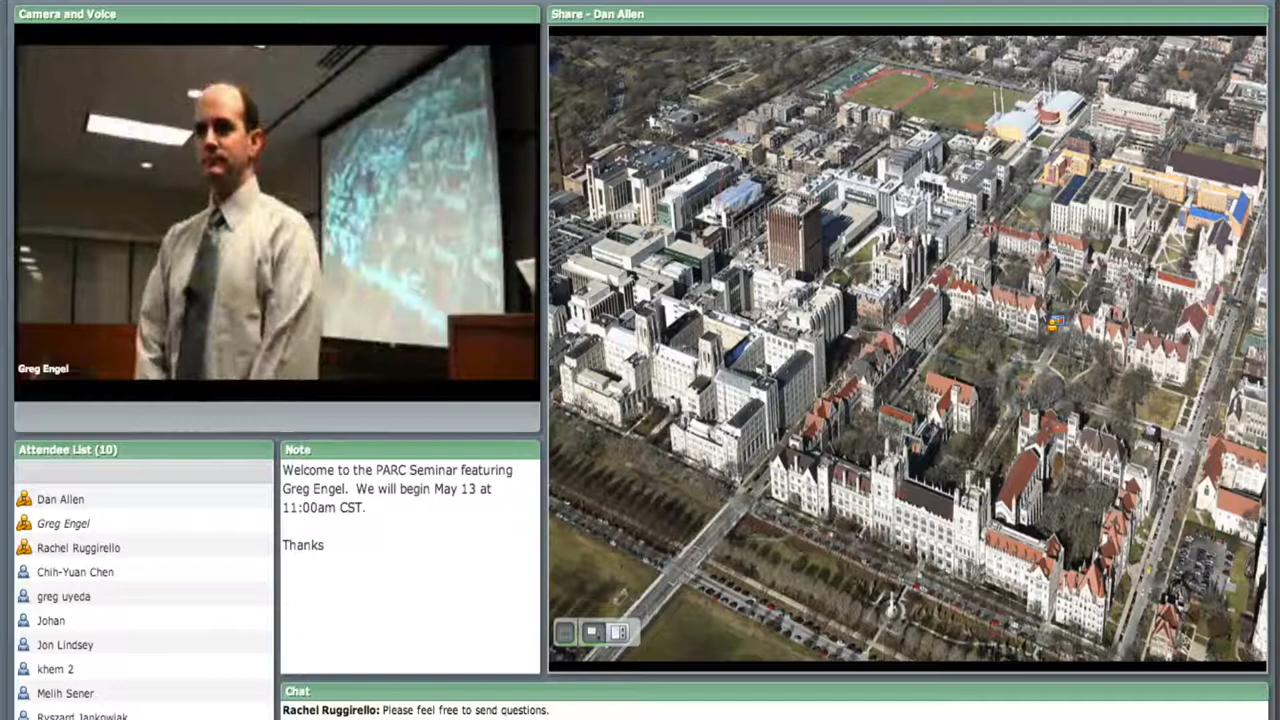 Camera and Voice
Share - Dan Allen
Greg Engel
Attendee List (10)
Dan Allen
Greg Engel
Rachel Ruggirello
Chih-Yuan Chen
greg uyeda
Johan
Jon Lindsey
khem 2
Melih Sener
Ryszard Jankowiak
Note
Welcome to the PARC Seminar featuring
Greg Engel. We will begin May 13 at
11:00am CST.
Thanks
Chat
Rachel Ruggirello: Please feel free to send questions.